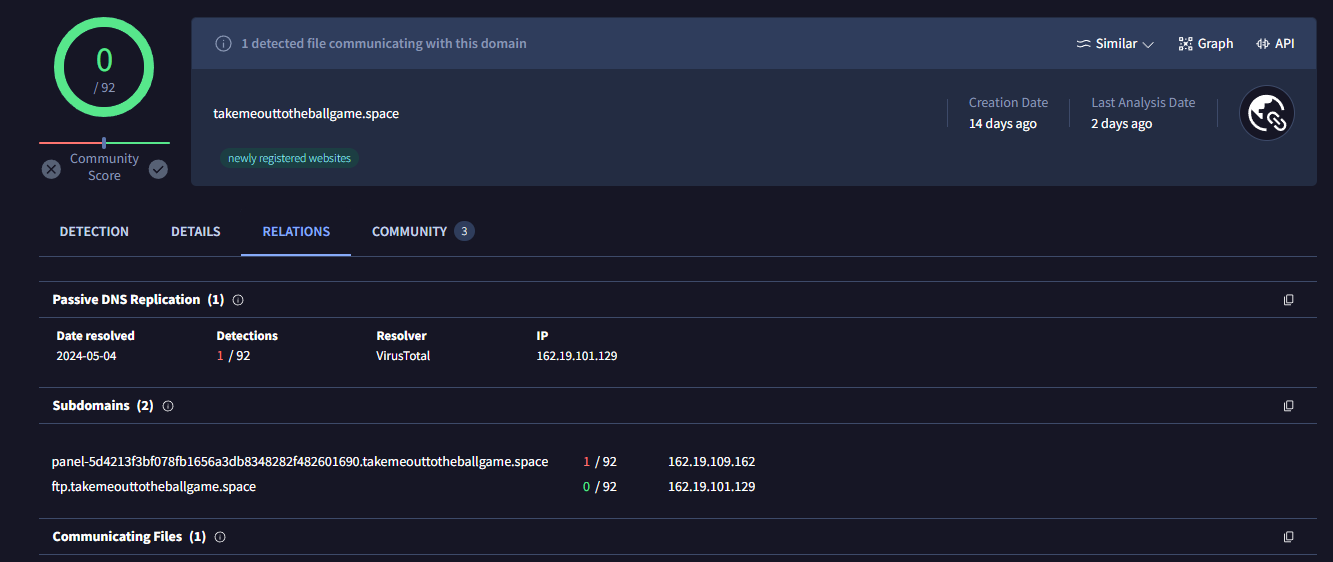 0
/ 92
Community
Score
1 detected file communicating with this domain
Similar
Graph
API
takemeouttotheballgame.space
newly registered websites
Creation Date
14 days ago
Last Analysis Date
2 days ago
DETECTION DETAILS RELATIONS COMMUNITY 3
Passive DNS Replication (1)
Date resolved Detections Resolver IP
2024-05-04 1 / 92 VirusTotal 162.19.101.129
Subdomains (2)
panel-5d4213f3bf078fb1656a3db8348282f482601690.takemeouttotheballgame.space 1 / 92 162.19.109.162
ftp.takemeouttotheballgame.space 0 / 92 162.19.101.129
Communicating Files (1)